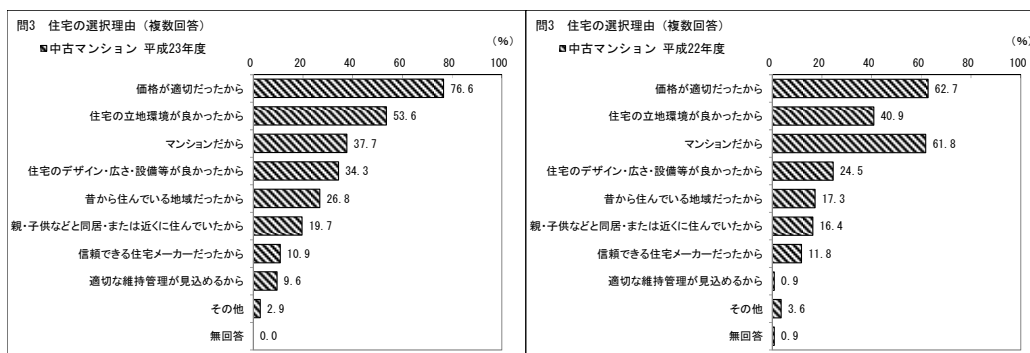 問3 住宅の選択理由（複数回答）
■中古マンション 平成23年度
(%)
0 20 40 60 80 100
価格が適切だったから 76.6
住宅の立地環境が良かったから 53.6
マンションだから 37.7
住宅のデザイン・広さ・設備等が良かったから 34.3
昔から住んでいる地域だったから 26.8
親・子供などと同居・または近くに住んでいたから 19.7
信頼できる住宅メーカーだったから 10.9
適切な維持管理が見込めるから 9.6
その他 2.9
無回答 0.0
問3 住宅の選択理由（複数回答）
■中古マンション 平成22年度
(%)
0 20 40 60 80 100
価格が適切だったから 62.7
住宅の立地環境が良かったから 40.9
マンションだから 61.8
住宅のデザイン・広さ・設備等が良かったから 24.5
昔から住んでいる地域だったから 17.3
親・子供などと同居・または近くに住んでいたから 16.4
信頼できる住宅メーカーだったから 11.8
適切な維持管理が見込めるから 0.9
その他 3.6
無回答 0.9